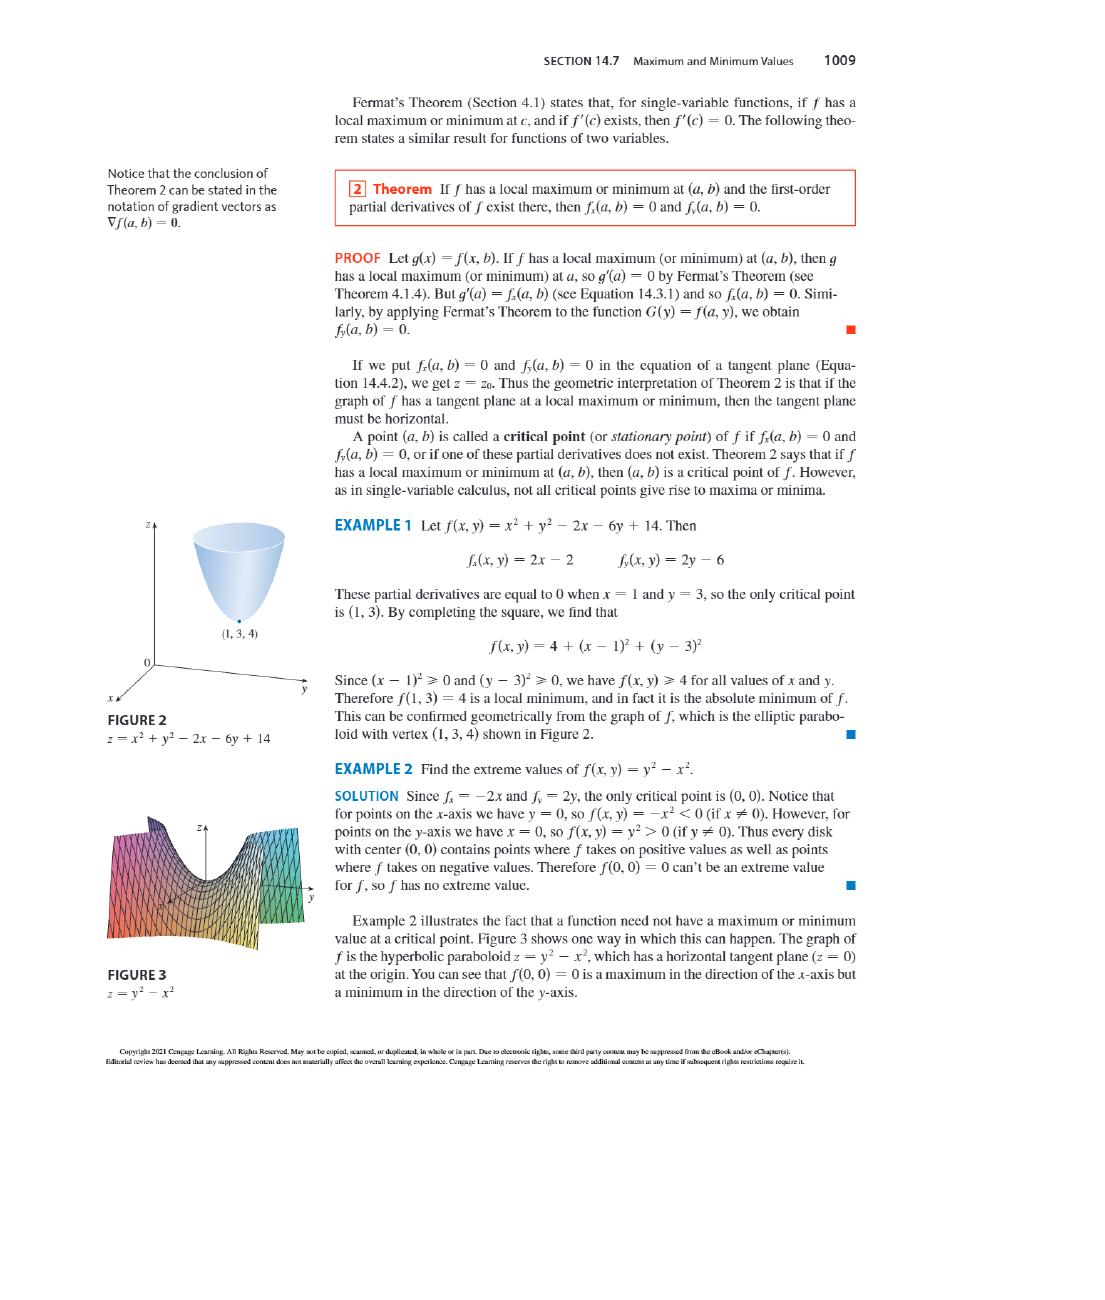 SECTION 14.7 Maximum and Minimum Values 1009
Fermat's Theorem (Section 4.1) states that, for single-variable functions, if f has a
local maximum or minimum at c, and if f′(c) exists, then f′(c) = 0. The following theo-
rem states a similar result for functions of two variables.
Notice that the conclusion of
Theorem 2 can be stated in the
notation of gradient vectors as
∇f(a, b) = 0.
2 Theorem If f has a local maximum or minimum at (a, b) and the first-order
partial derivatives of f exist there, then fₓ(a, b) = 0 and f_y(a, b) = 0.
PROOF Let g(x) = f(x, b). If f has a local maximum (or minimum) at (a, b), then g
has a local maximum (or minimum) at a, so g′(a) = 0 by Fermat's Theorem (see
Theorem 4.1.4). But g′(a) = fₓ(a, b) (see Equation 14.3.1) and so fₓ(a, b) = 0. Simi-
larly, by applying Fermat's Theorem to the function G(y) = f(a, y), we obtain
f_y(a, b) = 0.
If we put fₓ(a, b) = 0 and f_y(a, b) = 0 in the equation of a tangent plane (Equa-
tion 14.4.2), we get z = z₀. Thus the geometric interpretation of Theorem 2 is that if the
graph of f has a tangent plane at a local maximum or minimum, then the tangent plane
must be horizontal.
A point (a, b) is called a critical point (or stationary point) of f if fₓ(a, b) = 0 and
f_y(a, b) = 0, or if one of these partial derivatives does not exist. Theorem 2 says that if f
has a local maximum or minimum at (a, b), then (a, b) is a critical point of f. However,
as in single-variable calculus, not all critical points give rise to maxima or minima.
EXAMPLE 1 Let f(x, y) = x² + y² − 2x − 6y + 14. Then
fₓ(x, y) = 2x − 2 f_y(x, y) = 2y − 6
These partial derivatives are equal to 0 when x = 1 and y = 3, so the only critical point
is (1, 3). By completing the square, we find that
f(x, y) = 4 + (x − 1)² + (y − 3)²
Since (x − 1)² ⩾ 0 and (y − 3)² ⩾ 0, we have f(x, y) ⩾ 4 for all values of x and y.
Therefore f(1, 3) = 4 is a local minimum, and in fact it is the absolute minimum of f.
This can be confirmed geometrically from the graph of f, which is the elliptic parabo-
loid with vertex (1, 3, 4) shown in Figure 2.
z
(1, 3, 4)
0
x
y
FIGURE 2
z = x² + y² − 2x − 6y + 14
EXAMPLE 2 Find the extreme values of f(x, y) = y² − x².
SOLUTION Since fₓ = −2x and f_y = 2y, the only critical point is (0, 0). Notice that
for points on the x-axis we have y = 0, so f(x, y) = −x² < 0 (if x ≠ 0). However, for
points on the y-axis we have x = 0, so f(x, y) = y² > 0 (if y ≠ 0). Thus every disk
with center (0, 0) contains points where f takes on positive values as well as points
where f takes on negative values. Therefore f(0, 0) = 0 can't be an extreme value
for f, so f has no extreme value.
z
y
FIGURE 3
z = y² − x²
Example 2 illustrates the fact that a function need not have a maximum or minimum
value at a critical point. Figure 3 shows one way in which this can happen. The graph of
f is the hyperbolic paraboloid z = y² − x², which has a horizontal tangent plane (z = 0)
at the origin. You can see that f(0, 0) = 0 is a maximum in the direction of the x-axis but
a minimum in the direction of the y-axis.
Copyright 2021 Cengage Learning. All Rights Reserved. May not be copied, scanned, or duplicated, in whole or in part. Due to electronic rights, some third party content may be suppressed from the eBook and/or eChapter(s).
Editorial review has deemed that any suppressed content does not materially affect the overall learning experience. Cengage Learning reserves the right to remove additional content at any time if subsequent rights restrictions require it.